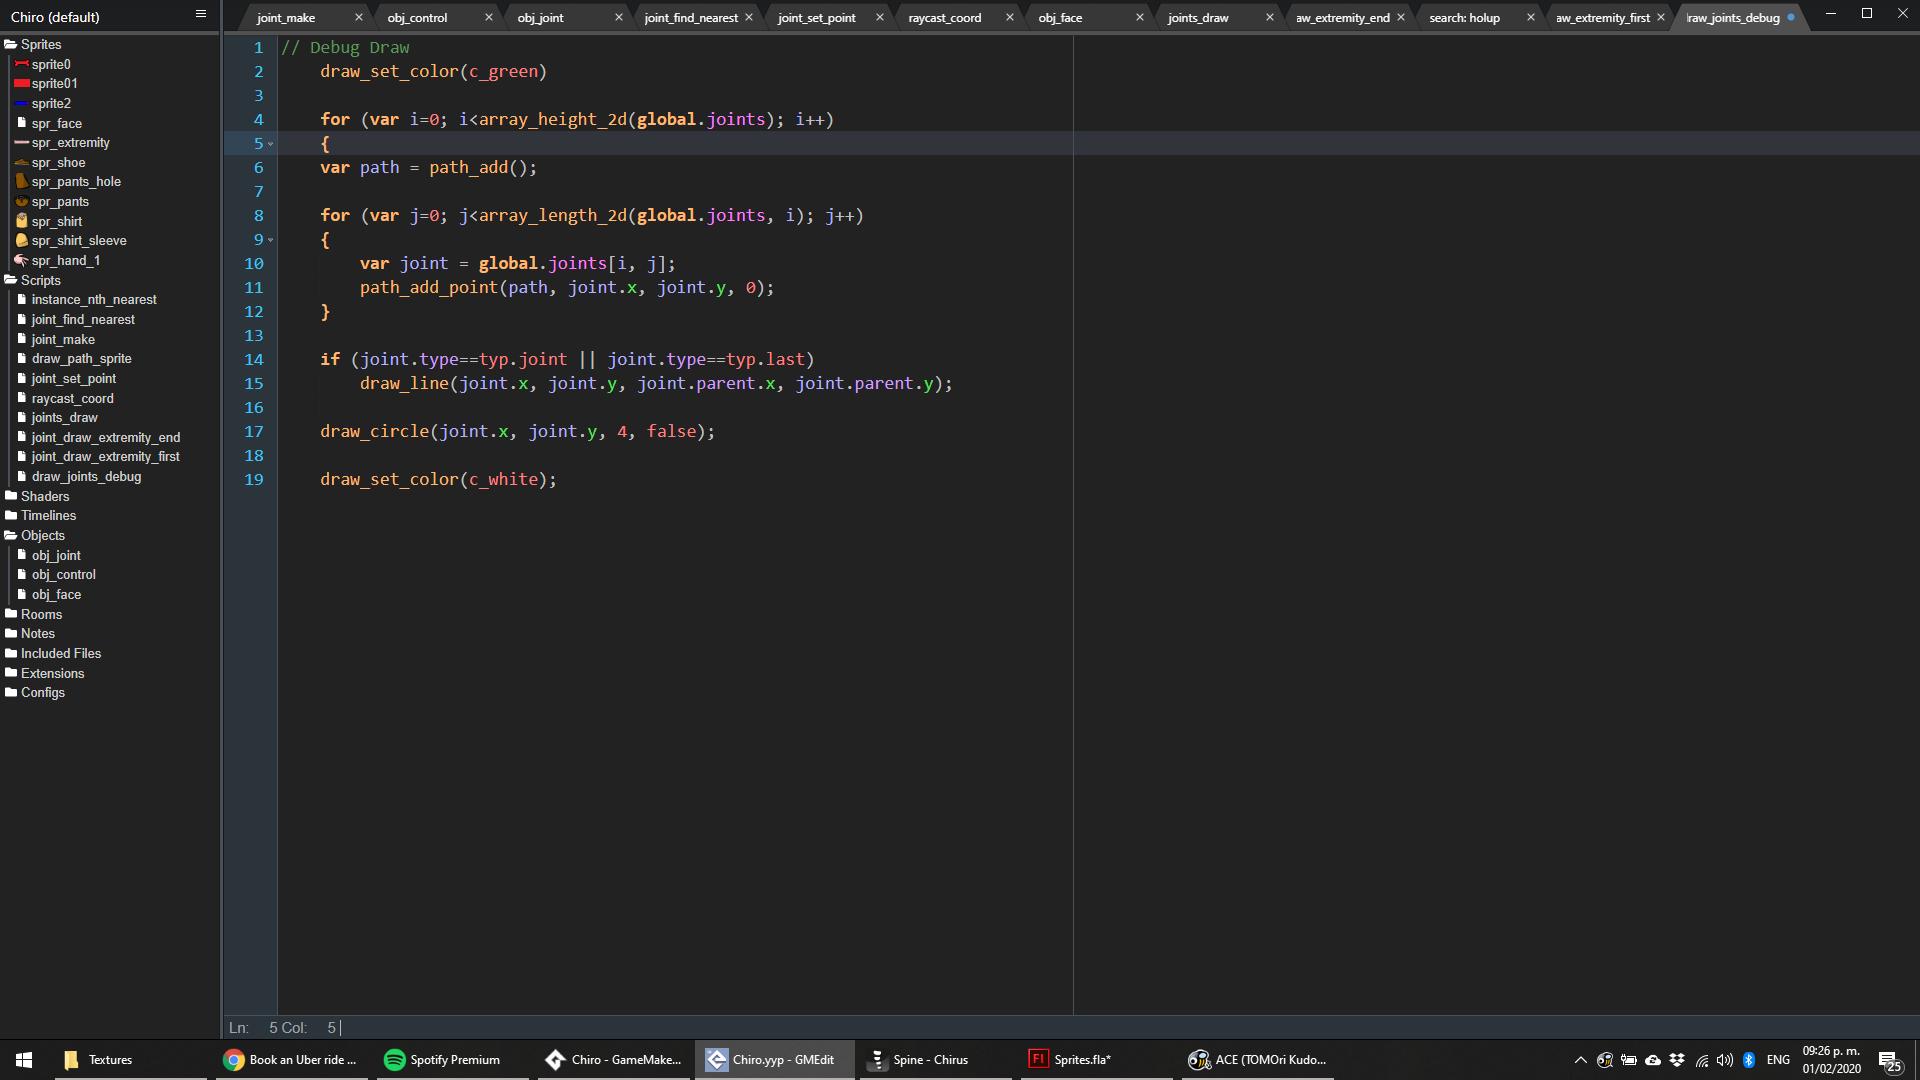 Chiro (default)
joint_make
obj_control
obj_joint
joint_find_nearest
joint_set_point
raycast_coord
obj_face
joints_draw
aw_extremity_end
search: holup
aw_extremity_first
raw_joints_debug
Sprites
sprite0
sprite01
sprite2
spr_face
spr_extremity
spr_shoe
spr_pants_hole
spr_pants
spr_shirt
spr_shirt_sleeve
spr_hand_1
Scripts
instance_nth_nearest
joint_find_nearest
joint_make
draw_path_sprite
joint_set_point
raycast_coord
joints_draw
joint_draw_extremity_end
joint_draw_extremity_first
draw_joints_debug
Shaders
Timelines
Objects
obj_joint
obj_control
obj_face
Rooms
Notes
Included Files
Extensions
Configs
1 // Debug Draw
2 draw_set_color(c_green)
3
4 for (var i=0; i<array_height_2d(global.joints); i++)
5 {
6 var path = path_add();
7
8 for (var j=0; j<array_length_2d(global.joints, i); j++)
9 {
10 var joint = global.joints[i, j];
11 path_add_point(path, joint.x, joint.y, 0);
12 }
13
14 if (joint.type==typ.joint || joint.type==typ.last)
15 draw_line(joint.x, joint.y, joint.parent.x, joint.parent.y);
16
17 draw_circle(joint.x, joint.y, 4, false);
18
19 draw_set_color(c_white);
Ln: 5 Col: 5
Textures
Book an Uber ride ...
Spotify Premium
Chiro - GameMake...
Chiro.yyp - GMEdit
Spine - Chirus
Fl
Sprites.fla*
ACE (TOMOri Kudo...
ENG
09:26 p. m.
01/02/2020
25